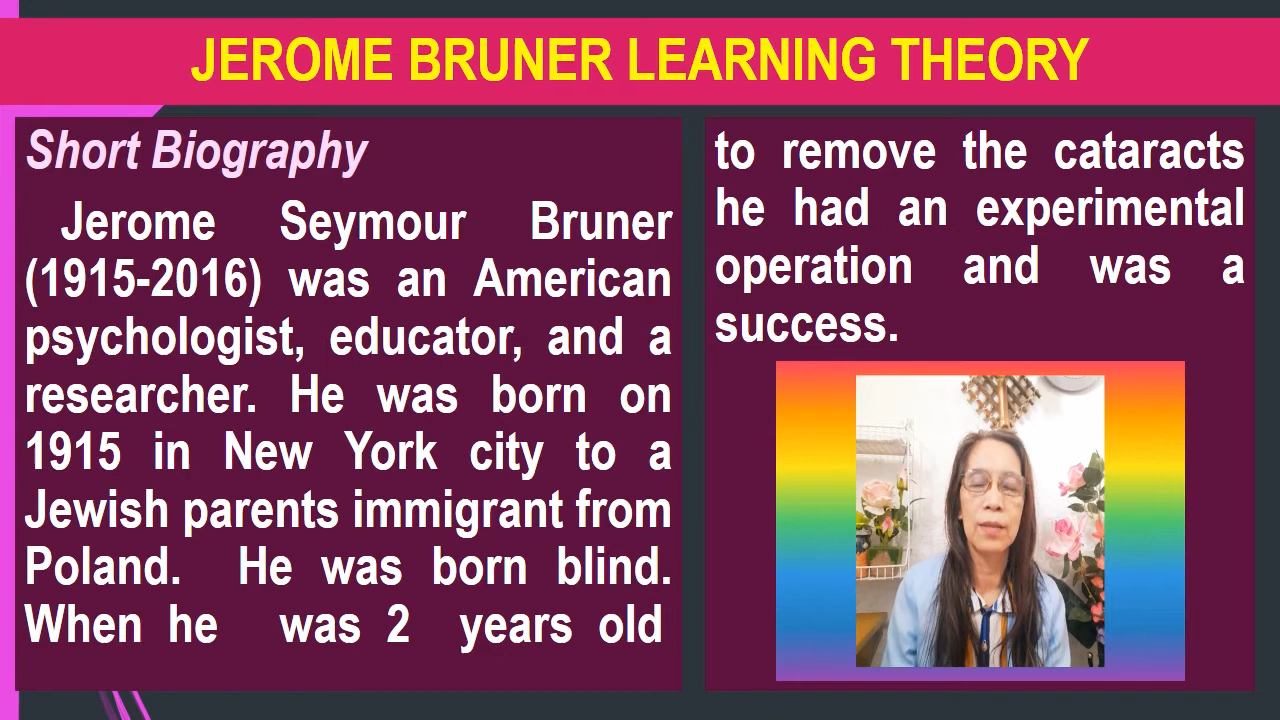 JEROME BRUNER LEARNING THEORY
Short Biography
Jerome Seymour Bruner
(1915-2016) was an American
psychologist, educator, and a
researcher. He was born on
1915 in New York city to a
Jewish parents immigrant from
Poland. He was born blind.
When he was 2 years old
to remove the cataracts
he had an experimental
operation and was a
success.